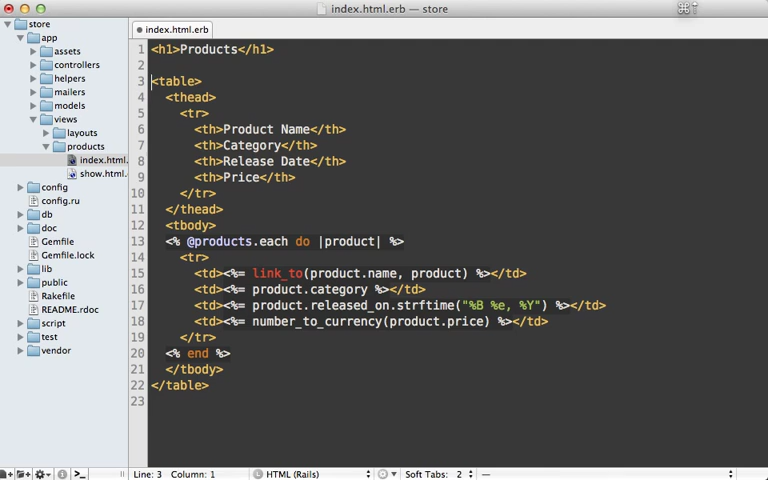 index.html.erb — store
⌘⇡
store
app
assets
controllers
helpers
mailers
models
views
layouts
products
index.html.
show.html.
config
config.ru
db
doc
Gemfile
Gemfile.lock
lib
public
Rakefile
README.rdoc
script
test
vendor
index.html.erb
1 <h1>Products</h1>
2
3 <table>
4 <thead>
5 <tr>
6 <th>Product Name</th>
7 <th>Category</th>
8 <th>Release Date</th>
9 <th>Price</th>
10 </tr>
11 </thead>
12 <tbody>
13 <% @products.each do |product| %>
14 <tr>
15 <td><%= link_to(product.name, product) %></td>
16 <td><%= product.category %></td>
17 <td><%= product.released_on.strftime("%B %e, %Y") %></td>
18 <td><%= number_to_currency(product.price) %></td>
19 </tr>
20 <% end %>
21 </tbody>
22 </table>
23
Line: 3 Column: 1 HTML (Rails) Soft Tabs: 2 —